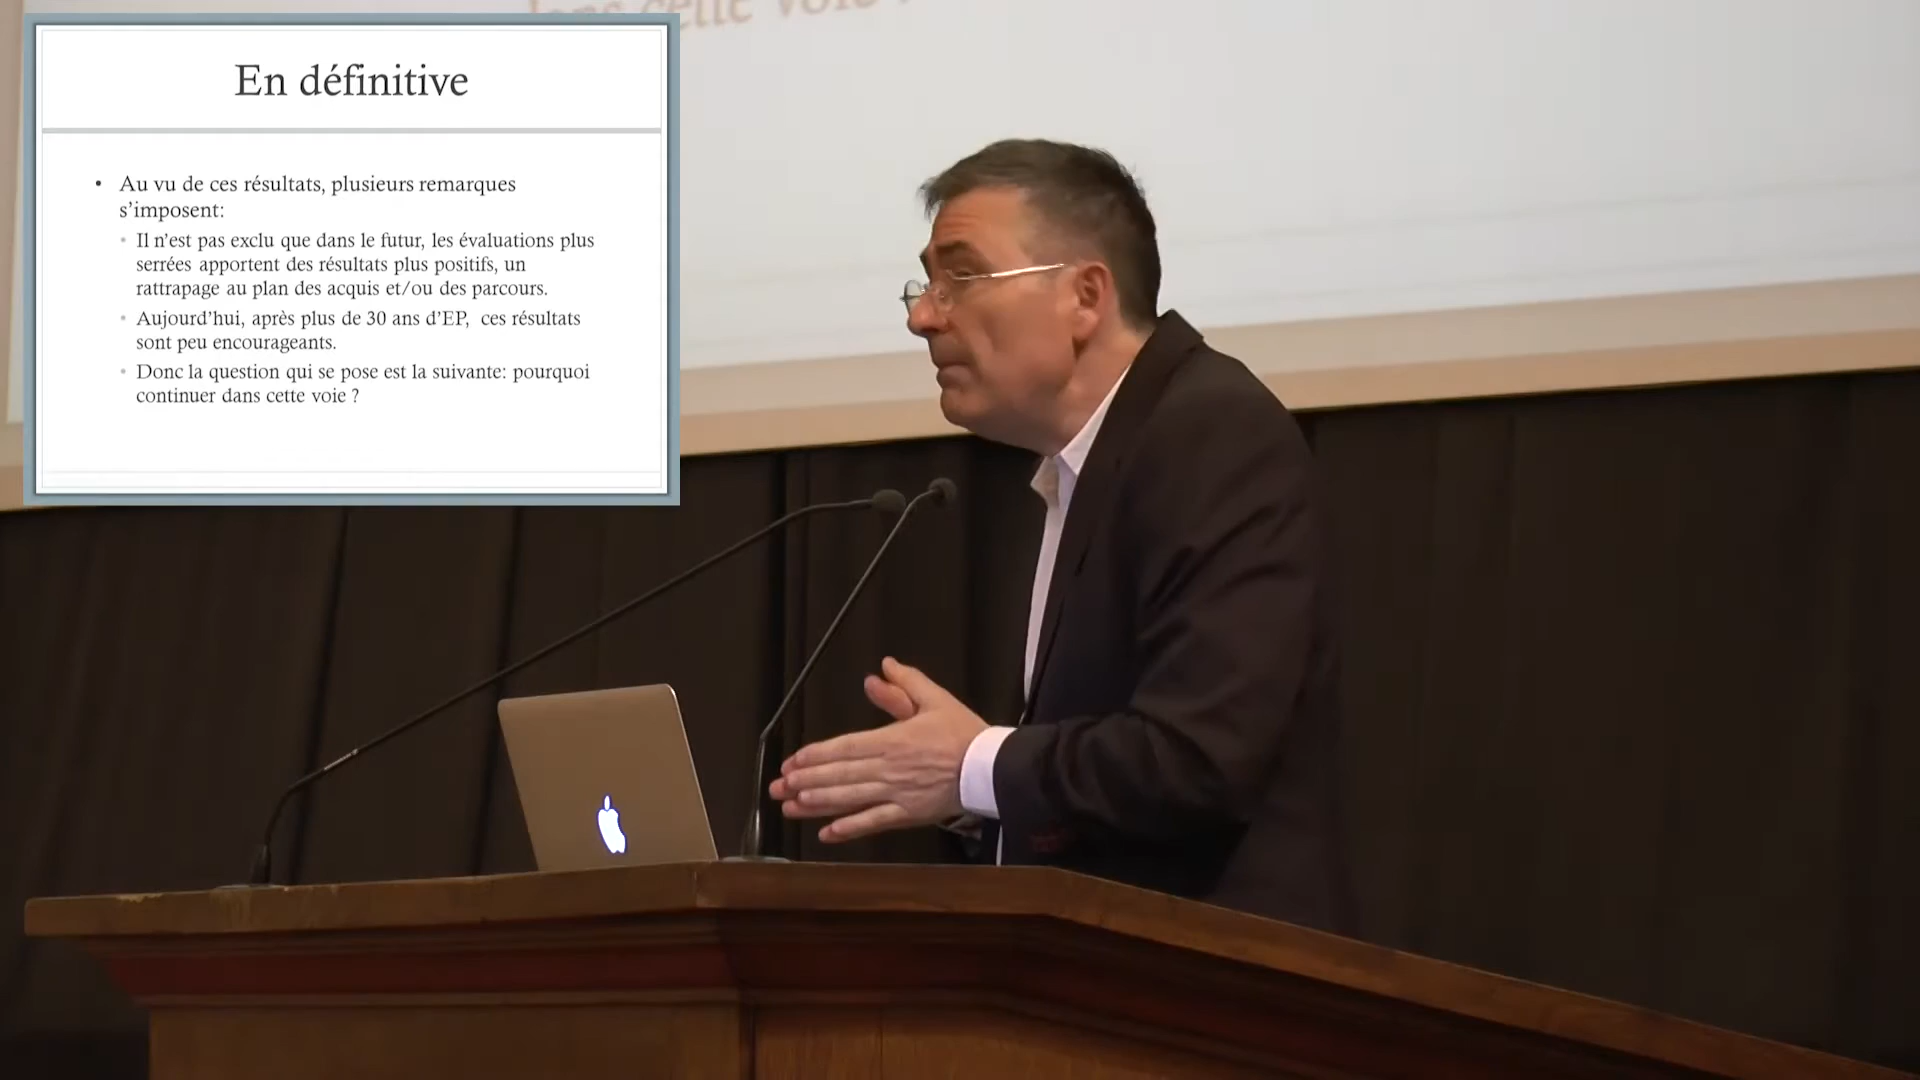 dans cette voie ?
En définitive
• Au vu de ces résultats, plusieurs remarques
s'imposent:
• Il n'est pas exclu que dans le futur, les évaluations plus
serrées apportent des résultats plus positifs, un
rattrapage au plan des acquis et/ou des parcours.
• Aujourd'hui, après plus de 30 ans d'EP,  ces résultats
sont peu encourageants.
• Donc la question qui se pose est la suivante: pourquoi
continuer dans cette voie ?